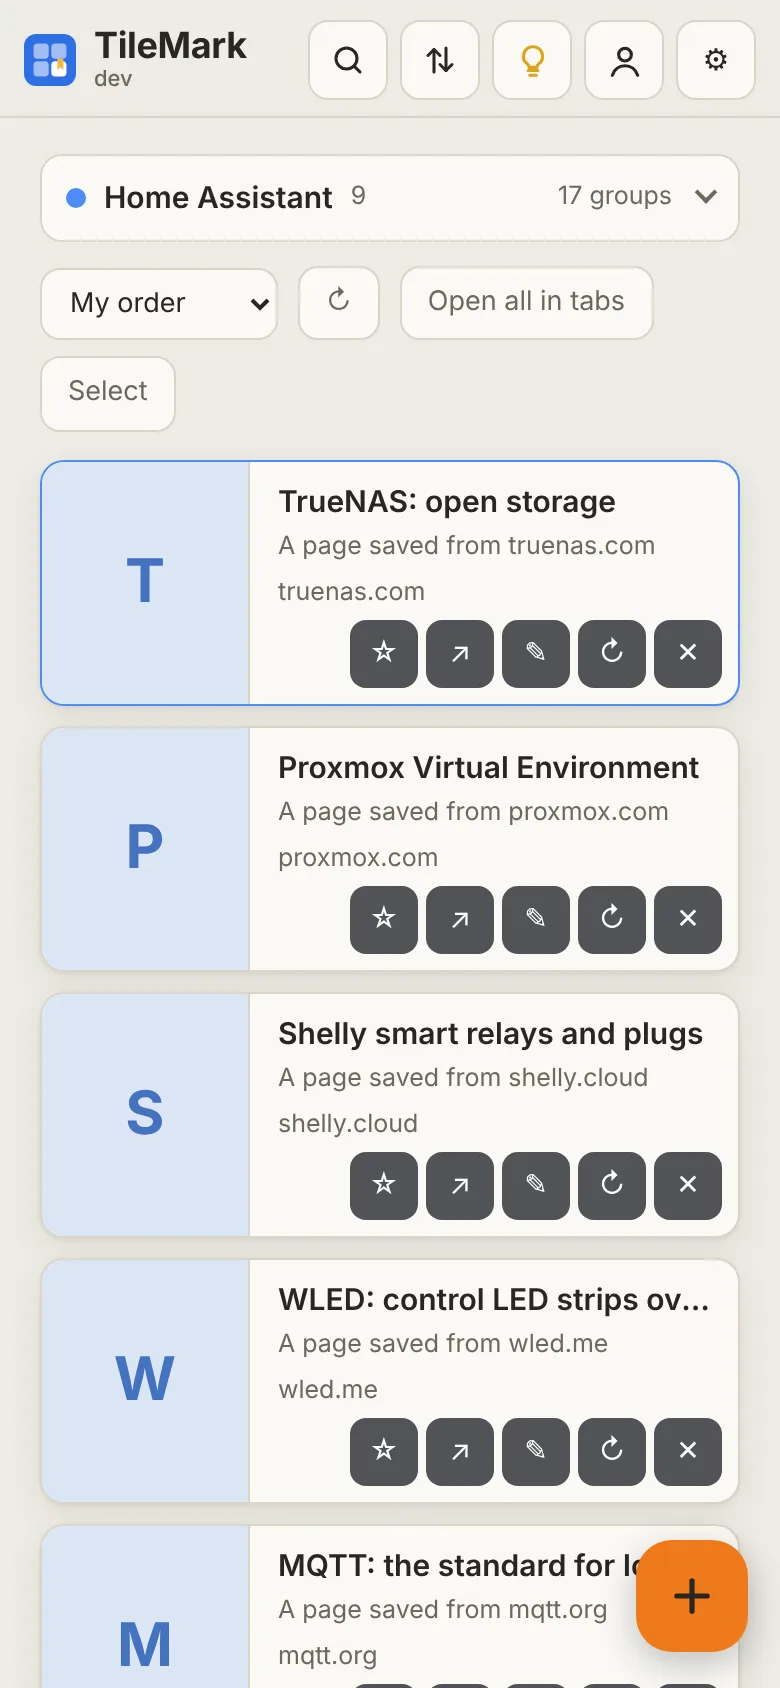 TileMark
dev
Home Assistant 9 17 groups
My order Open all in tabs
Select
T
TrueNAS: open storage
A page saved from truenas.com
truenas.com
P
Proxmox Virtual Environment
A page saved from proxmox.com
proxmox.com
S
Shelly smart relays and plugs
A page saved from shelly.cloud
shelly.cloud
W
WLED: control LED strips ov…
A page saved from wled.me
wled.me
M
MQTT: the standard for
A page saved from mqtt.org
mqtt.org